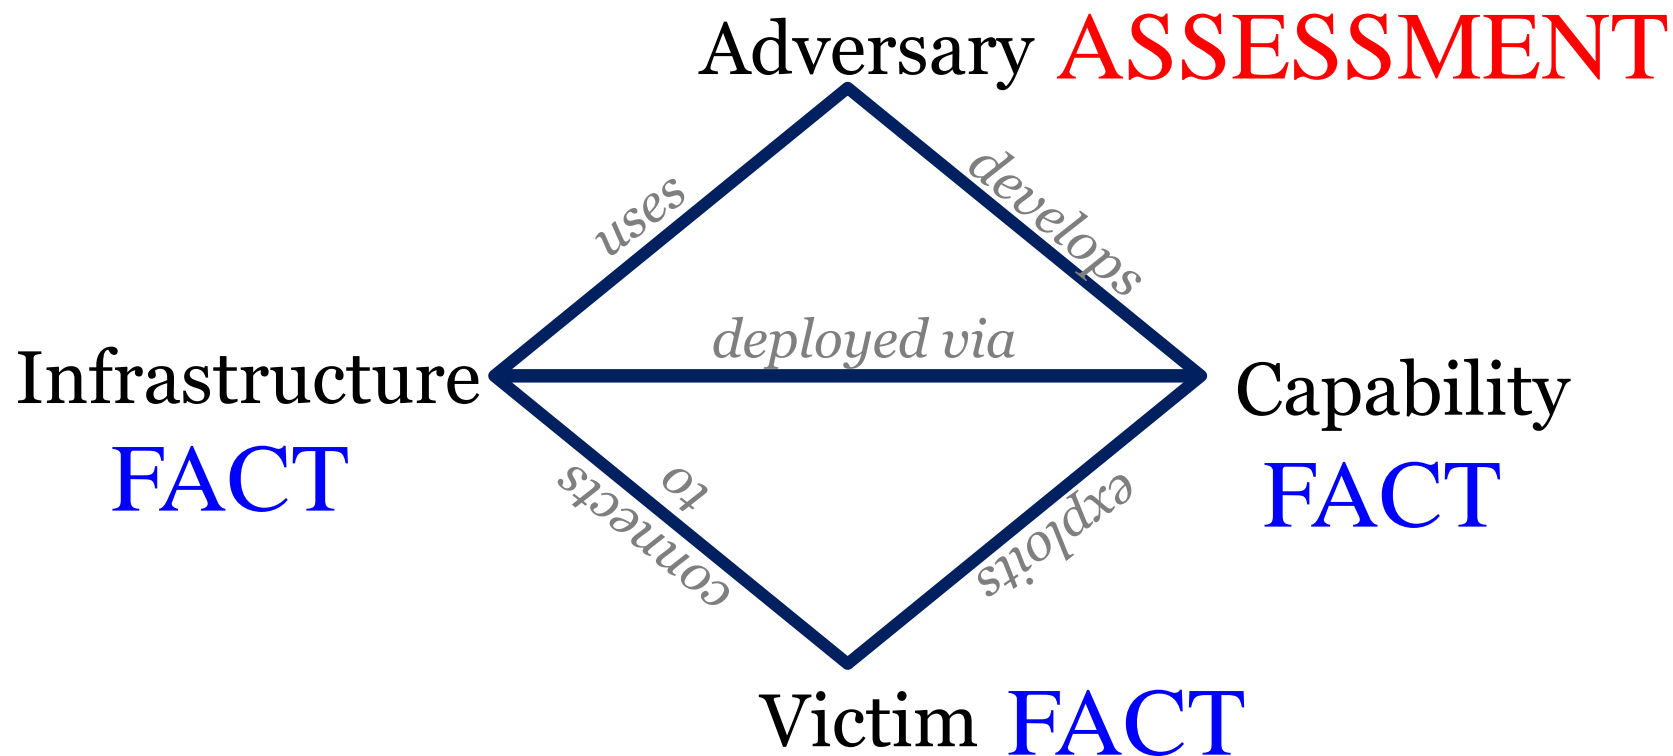 Adversary ASSESSMENT
uses
develops
deployed via
Infrastructure
Capability
FACT
FACT
connects
to
exploits
Victim FACT